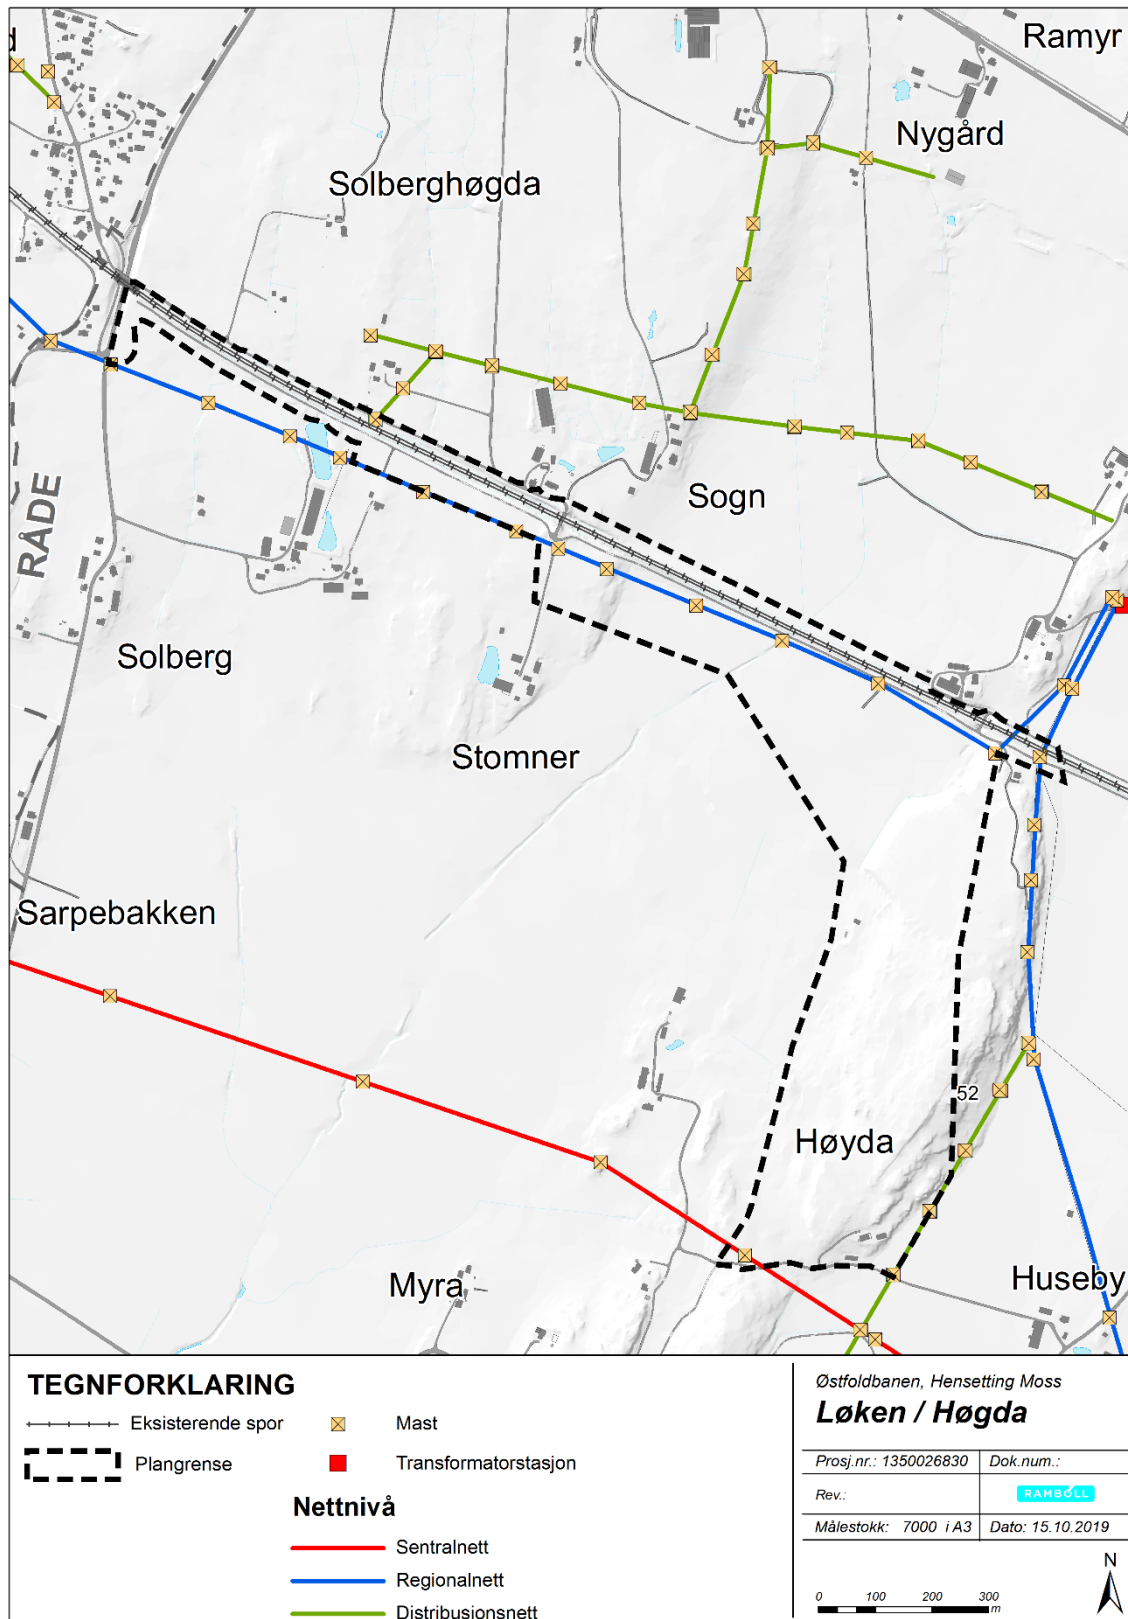 d
Ramyr
Nygård
Solberghøgda
Sogn
RÅDE
Solberg
Stomner
Sarpebakken
52
Høyda
Myra
Huseby
TEGNFORKLARING
Eksisterende spor
Mast
Plangrense
Transformatorstasjon
Nettnivå
Sentralnett
Regionalnett
Distribusjonsnett
Østfoldbanen, Hensetting Moss
Løken / Høgda
Prosj.nr.: 1350026830 Dok.num.:
Rev.: RAMBOLL
Målestokk: 7000 i A3 Dato: 15.10.2019
N
0 100 200 300
m